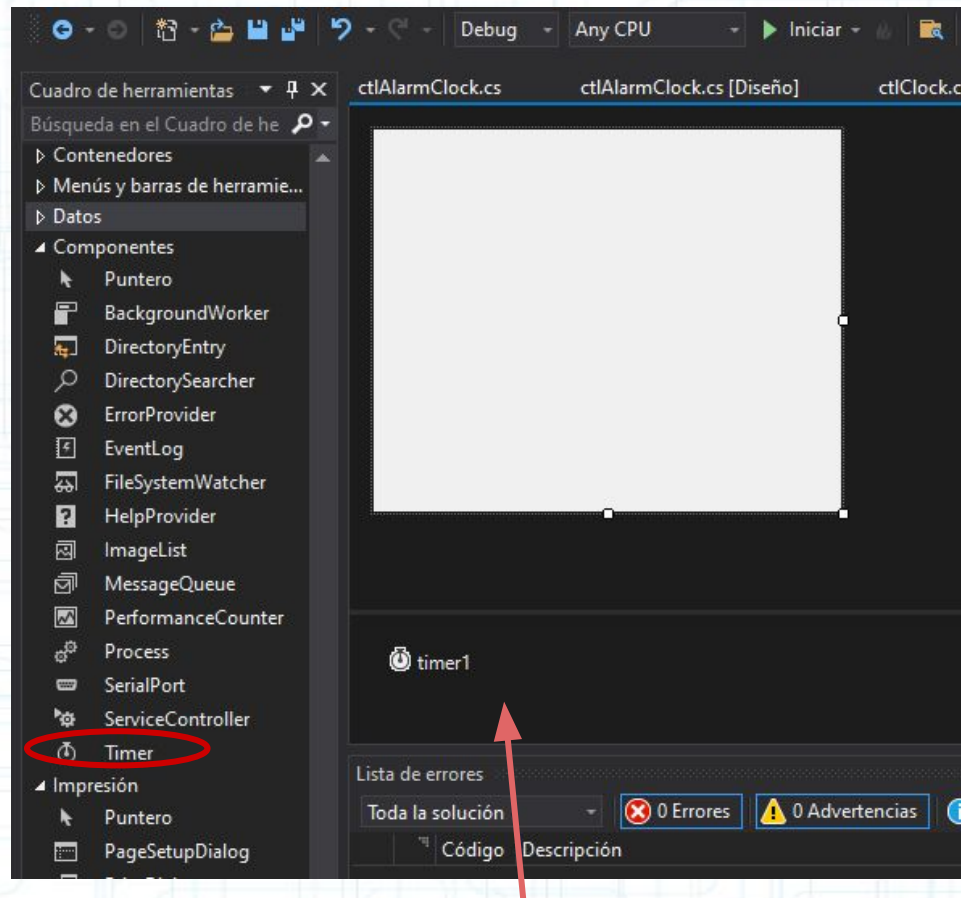 Debug Any CPU Iniciar
Cuadro de herramientas
ctlAlarmClock.cs ctlAlarmClock.cs [Diseño] ctlClock.c
Búsqueda en el Cuadro de he
Contenedores
Menús y barras de herramie...
Datos
Componentes
Puntero
BackgroundWorker
DirectoryEntry
DirectorySearcher
ErrorProvider
EventLog
FileSystemWatcher
HelpProvider
ImageList
MessageQueue
PerformanceCounter
Process
SerialPort
ServiceController
Timer
Impresión
Puntero
PageSetupDialog
timer1
Lista de errores
Toda la solución 0 Errores 0 Advertencias
Código Descripción